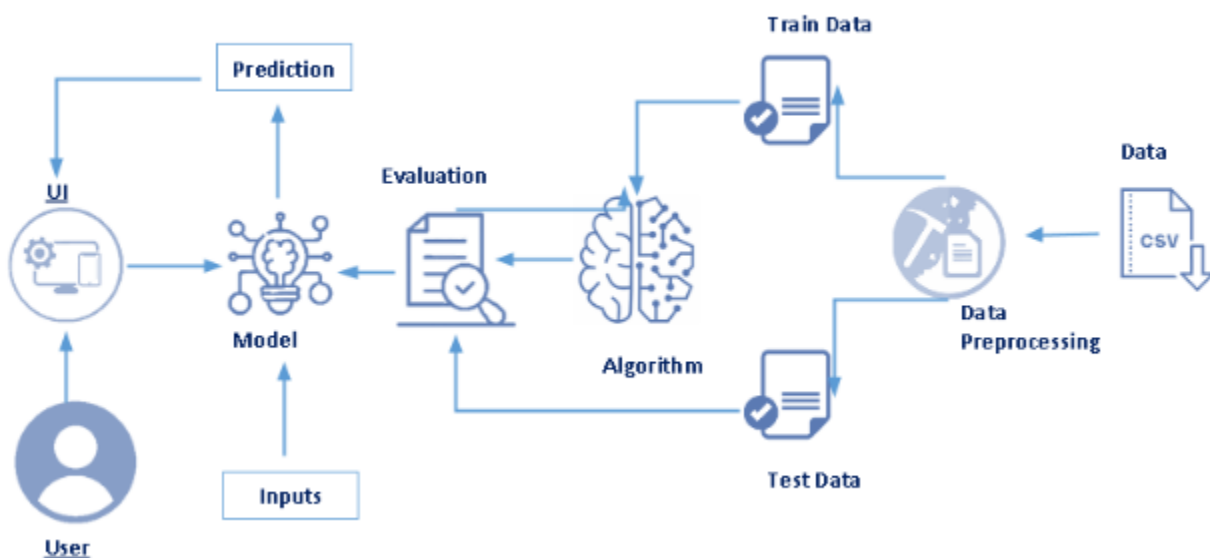 Train Data
Prediction
Data
Evaluation
UI
CSV
Data
Preprocessing
Model
Algorithm
Test Data
Inputs
User